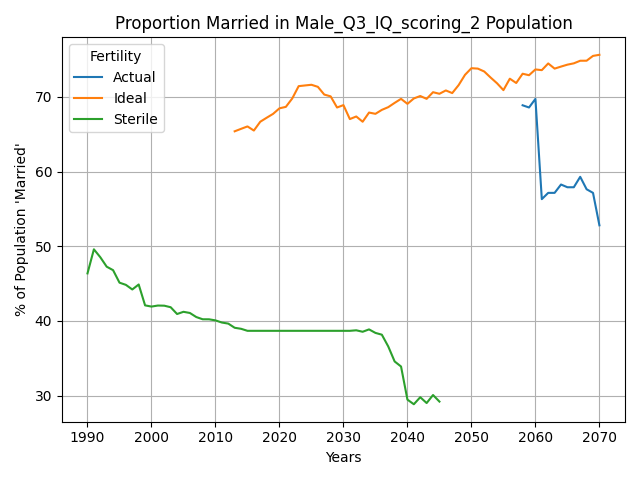 Proportion Married in Male_Q3_IQ_scoring_2 Population
Fertility
Actual
Ideal
Sterile
% of Population 'Married'
70
60
50
40
30
1990 2000 2010 2020 2030 2040 2050 2060 2070
Years